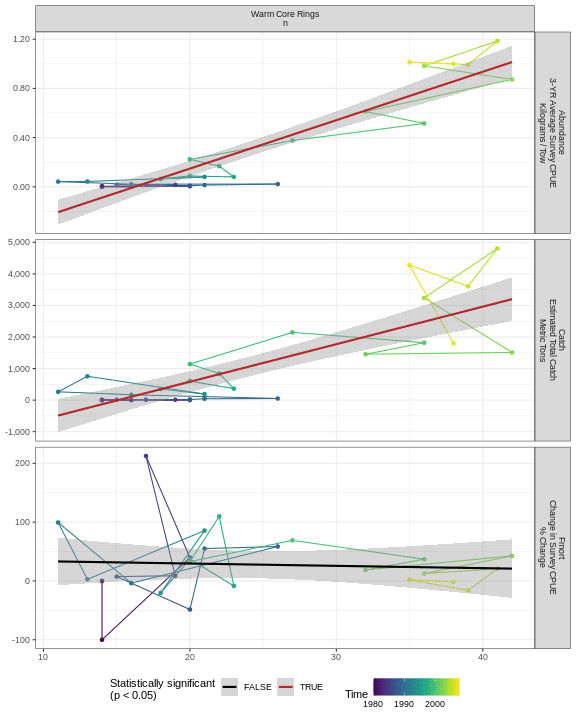 Warm Core Rings
n
1.20
0.80
0.40
0.00
Abundance
3-YR Average Survey CPUE
Kilograms / Tow
5,000
4,000
3,000
2,000
1,000
0
-1,000
Catch
Estimated Total Catch
Metric Tons
200
100
0
-100
Fmort
Change in Survey CPUE
% Change
10
20
30
40
Statistically significant
(p < 0.05)
FALSE
TRUE
Time
1980
1990
2000